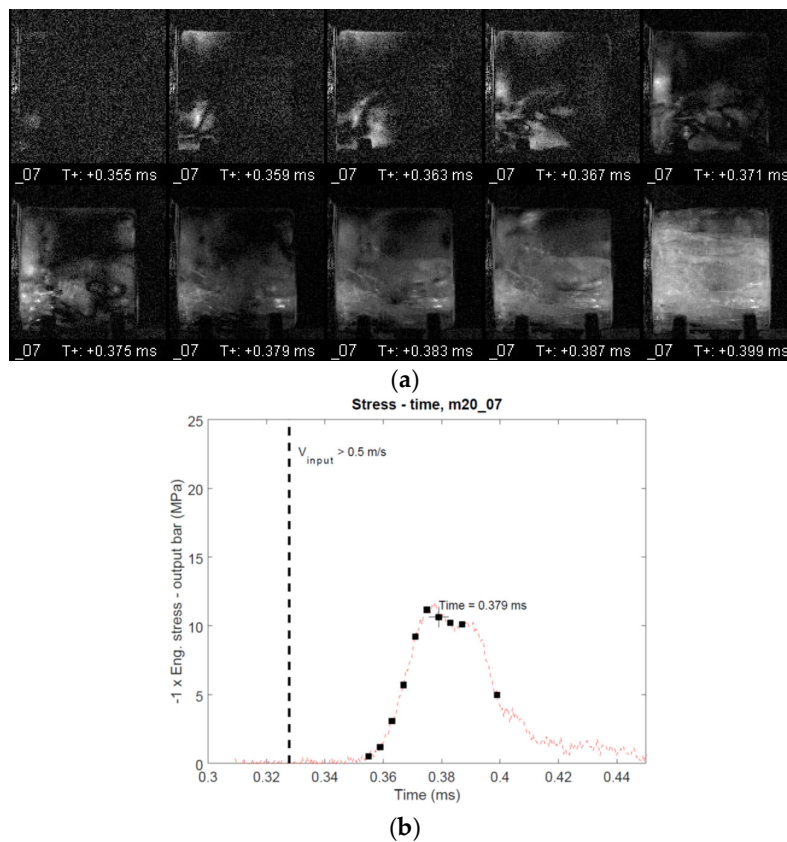 _07 T+: +0.355 ms _07 T+: +0.359 ms _07 T+: +0.363 ms _07 T+: +0.367 ms _07 T+: +0.371 ms
_07 T+: +0.375 ms _07 T+: +0.379 ms _07 T+: +0.383 ms _07 T+: +0.387 ms _07 T+: +0.399 ms
(a)
Stress - time, m20_07
-1 x Eng. stress - output bar (MPa)
25
20
15
10
5
0
V input > 0.5 m/s
Time = 0.379 ms
0.3 0.32 0.34 0.36 0.38 0.4 0.42 0.44
Time (ms)
(b)